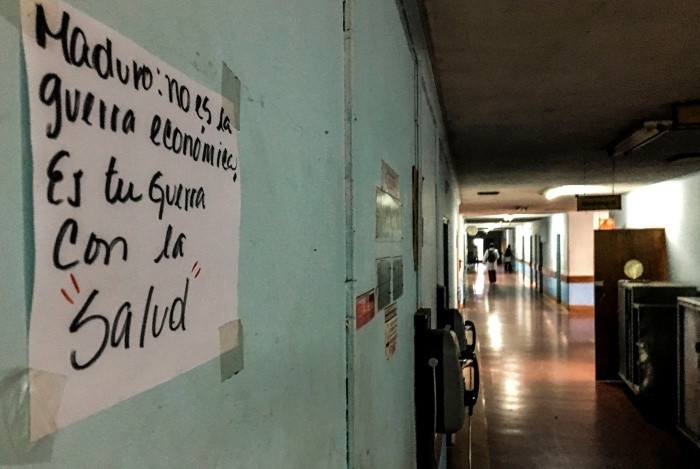 Maduro: no es la
guerra económica,
Es tu Guerra
Con la
"Salud"